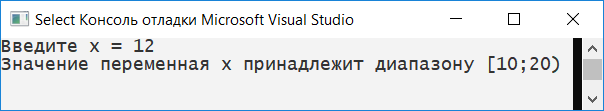 Select Консоль отладки Microsoft Visual Studio
Введите x = 12
Значение переменная x принадлежит диапазону [10;20)